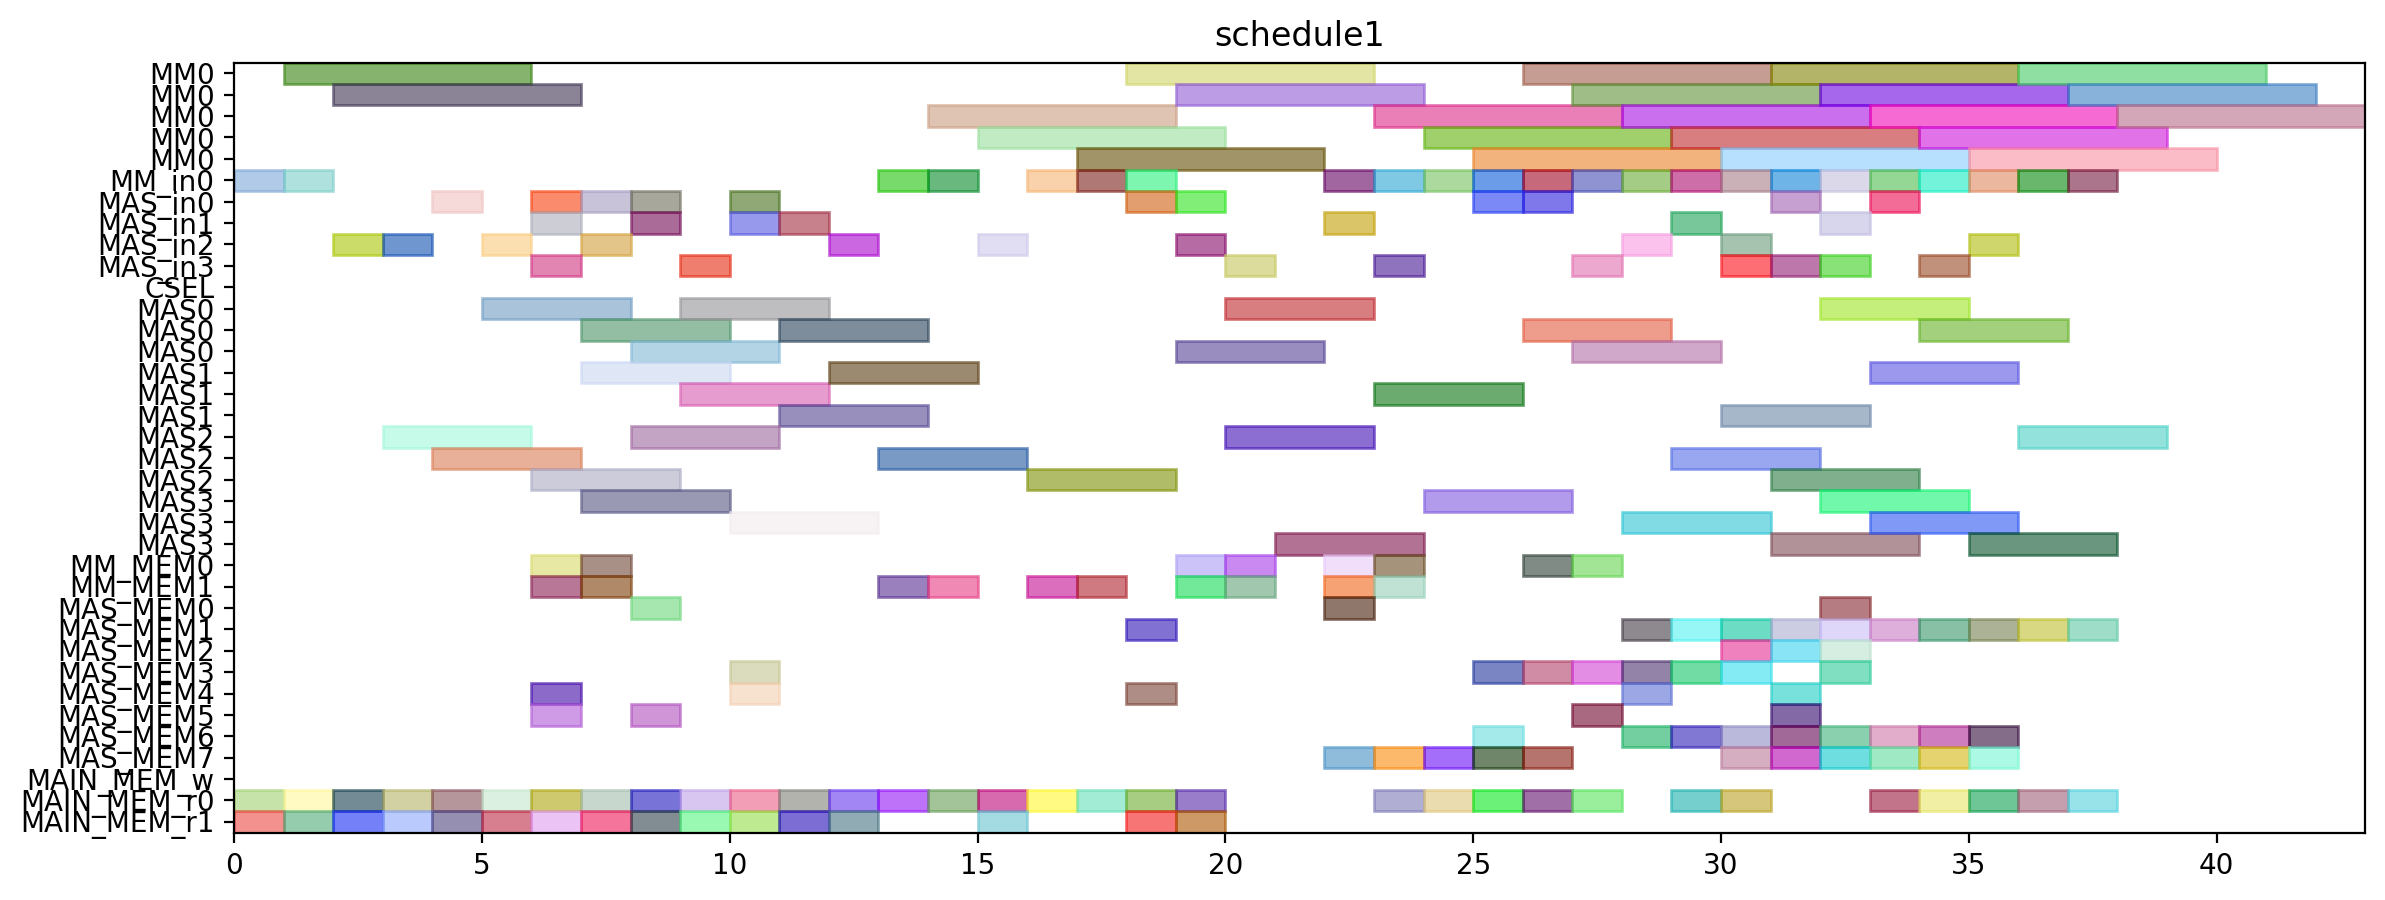 schedule1
MM0
MM0
MM0
MM0
MM0
MM_in0
MAS_in0
MAS_in1
MAS_in2
MAS_in3
CSEL
MAS0
MAS0
MAS0
MAS1
MAS1
MAS1
MAS2
MAS2
MAS2
MAS3
MAS3
MAS3
MM_MEM0
MM_MEM1
MAS_MEM0
MAS_MEM1
MAS_MEM2
MAS_MEM3
MAS_MEM4
MAS_MEM5
MAS_MEM6
MAS_MEM7
MAIN_MEM_w
MAIN_MEM_r0
MAIN_MEM_r1
0 5 10 15 20 25 30 35 40